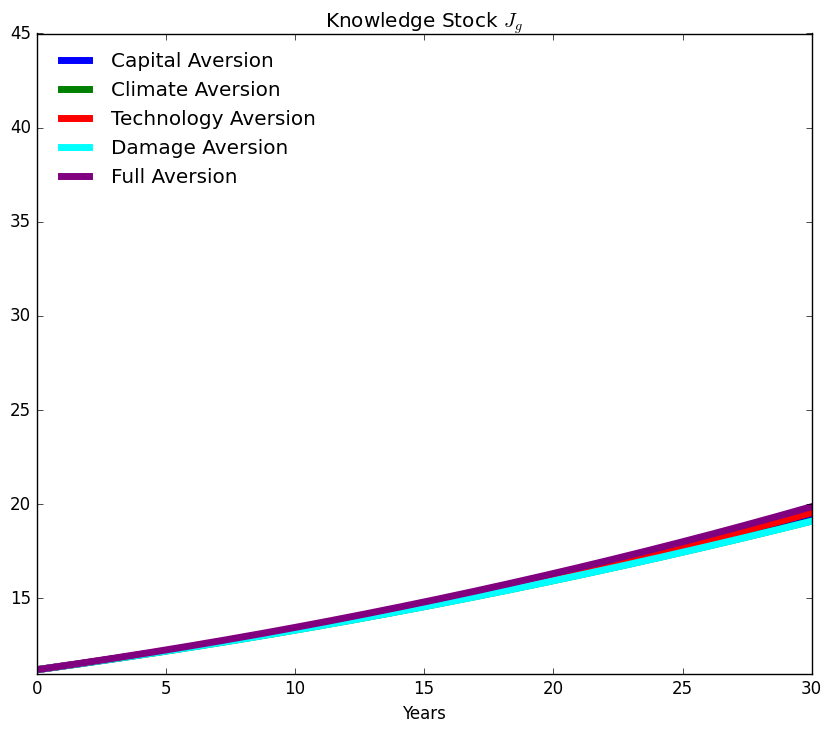 Knowledge Stock J_g
45
40
35
30
25
20
15
Capital Aversion
Climate Aversion
Technology Aversion
Damage Aversion
Full Aversion
0 5 10 15 20 25 30
Years